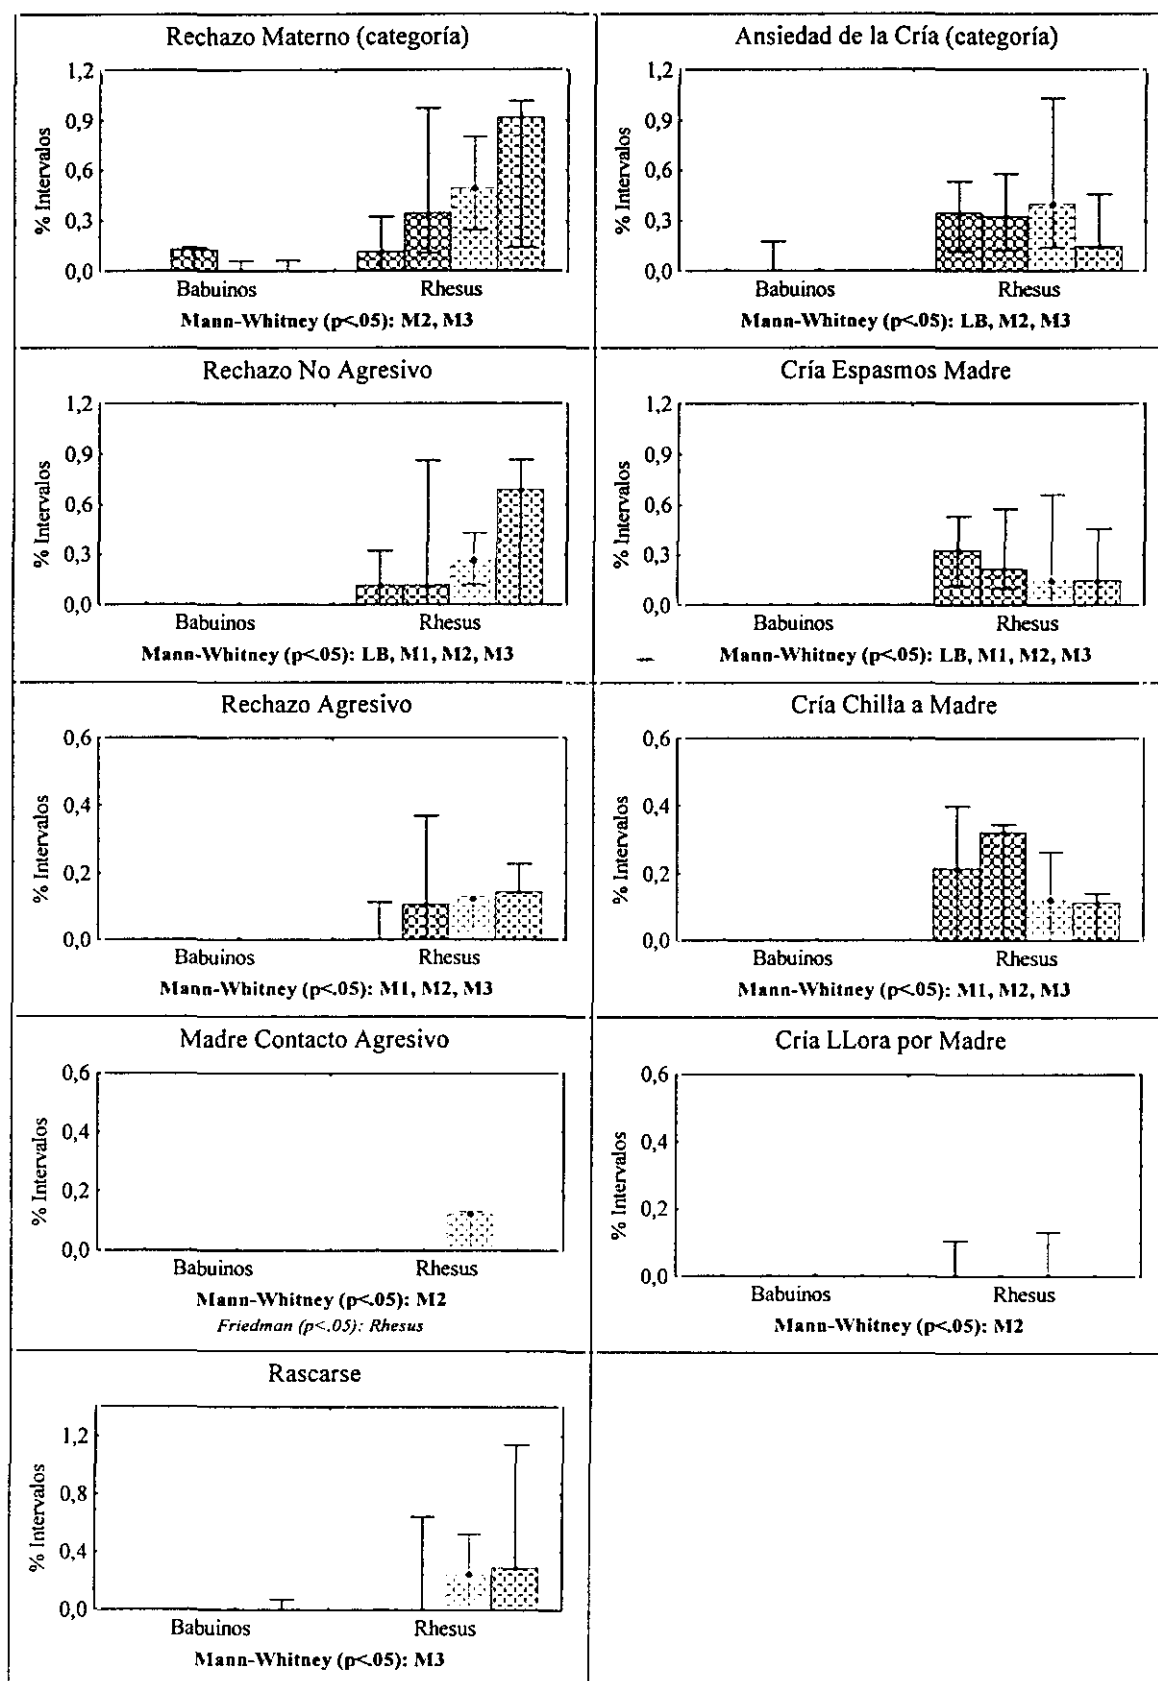 Rechazo Materno (categoría)
% Intervalos
1,2
0,9
0,6
0,3
0,0
Babuinos
Rhesus
Mann-Whitney (p<.05): M2, M3
Ansiedad de la Cría (categoría)
% Intervalos
1,2
0,9
0,6
0,3
0,0
Babuinos
Rhesus
Mann-Whitney (p<.05): LB, M2, M3
Rechazo No Agresivo
% Intervalos
1,2
0,9
0,6
0,3
0,0
Babuinos
Rhesus
Mann-Whitney (p<.05): LB, M1, M2, M3
Cría Espasmos Madre
% Intervalos
1,2
0,9
0,6
0,3
0,0
Babuinos
Rhesus
Mann-Whitney (p<.05): LB, M1, M2, M3
Rechazo Agresivo
% Intervalos
0,6
0,4
0,2
0,0
Babuinos
Rhesus
Mann-Whitney (p<.05): M1, M2, M3
Cría Chilla a Madre
% Intervalos
0,6
0,4
0,2
0,0
Babuinos
Rhesus
Mann-Whitney (p<.05): M1, M2, M3
Madre Contacto Agresivo
% Intervalos
0,6
0,4
0,2
0,0
Babuinos
Rhesus
Mann-Whitney (p<.05): M2
Friedman (p<.05): Rhesus
Cría LLora por Madre
% Intervalos
0,6
0,4
0,2
0,0
Babuinos
Rhesus
Mann-Whitney (p<.05): M2
Rascarse
% Intervalos
1,2
0,8
0,4
0,0
Babuinos
Rhesus
Mann-Whitney (p<.05): M3